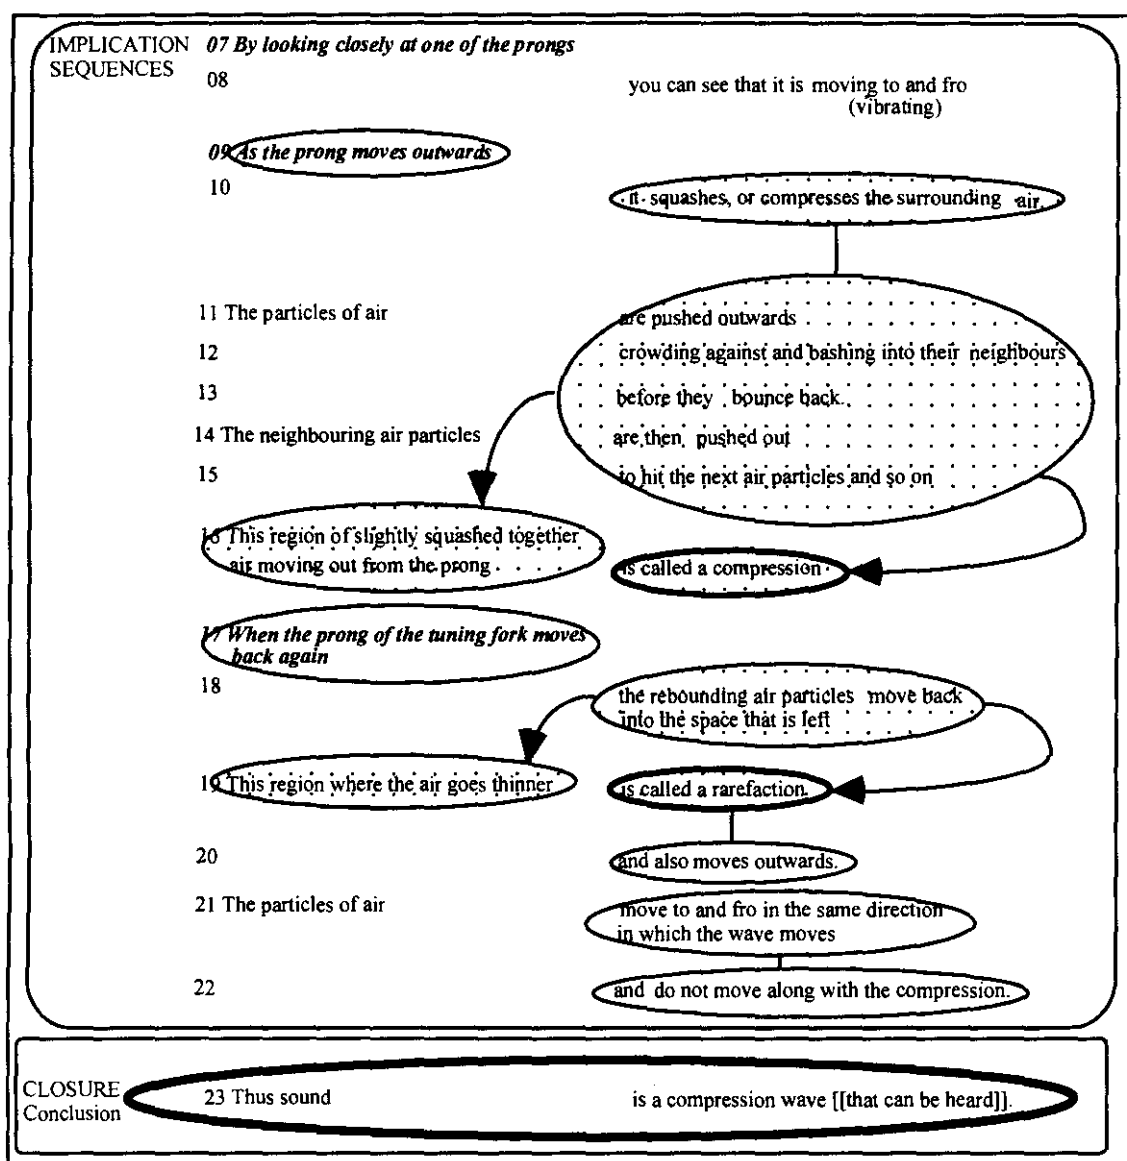 IMPLICATION SEQUENCES
07 By looking closely at one of the prongs
08 you can see that it is moving to and fro
(vibrating)
09 As the prong moves outwards
10 it squashes, or compresses the surrounding air.
11 The particles of air are pushed outwards
12 crowding against and bashing into their neighbours
13 before they bounce back.
14 The neighbouring air particles are then pushed out
15 to hit the next air particles and so on
16 This region of slightly squashed together
air moving out from the prong is called a compression
17 When the prong of the tuning fork moves
back again
18 the rebounding air particles move back
into the space that is left
19 This region where the air goes thinner is called a rarefaction.
20 and also moves outwards.
21 The particles of air move to and fro in the same direction
in which the wave moves
22 and do not move along with the compression.
CLOSURE
Conclusion
23 Thus sound is a compression wave [[that can be heard]].